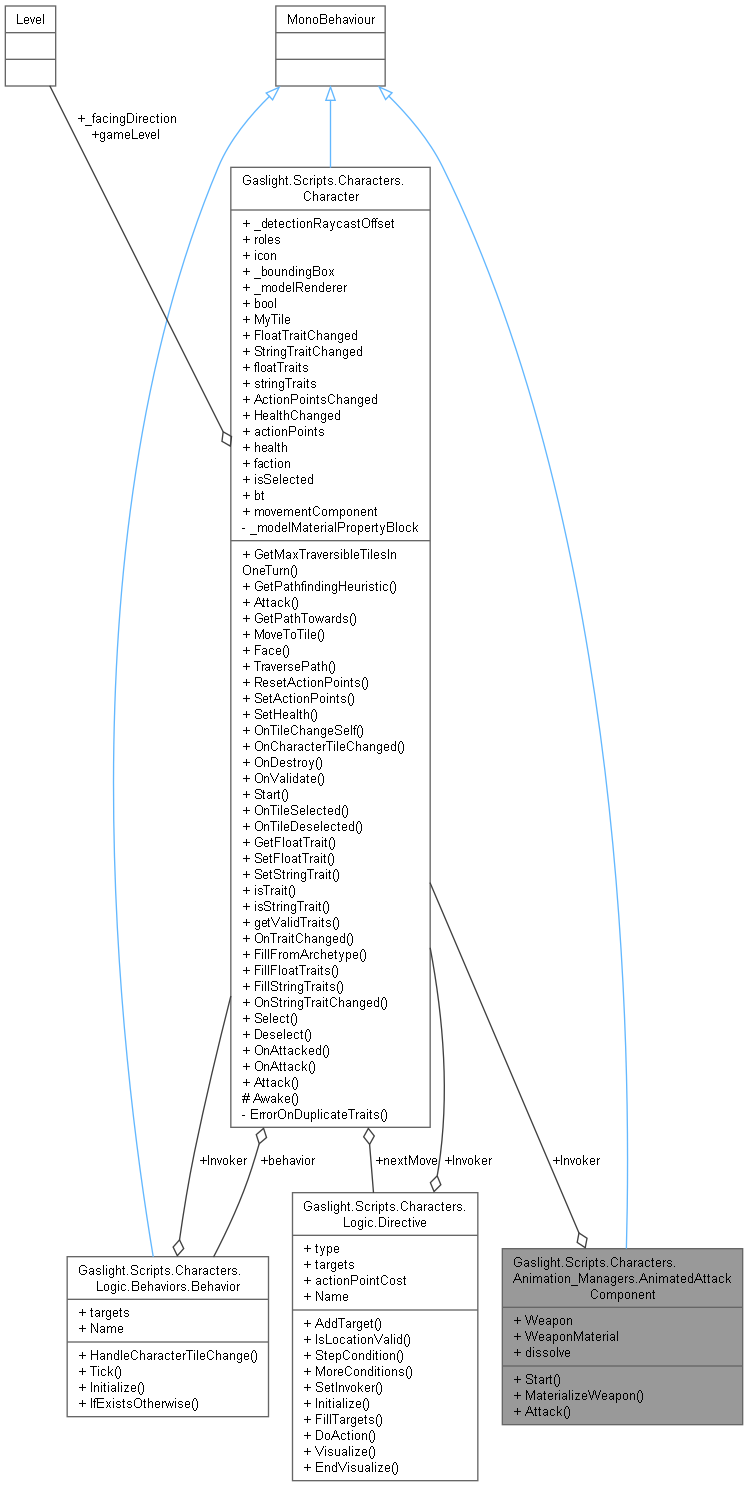 Level
MonoBehaviour
+_facingDirection
+gameLevel
Gaslight.Scripts.Characters.
Character
+ _detectionRaycastOffset
+ roles
+ icon
+ _boundingBox
+ _modelRenderer
+ bool
+ MyTile
+ FloatTraitChanged
+ StringTraitChanged
+ floatTraits
+ stringTraits
+ ActionPointsChanged
+ HealthChanged
+ actionPoints
+ health
+ faction
+ isSelected
+ bt
+ movementComponent
- _modelMaterialPropertyBlock
+ GetMaxTraversibleTilesIn
OneTurn()
+ GetPathfindingHeuristic()
+ Attack()
+ GetPathTowards()
+ MoveToTile()
+ Face()
+ TraversePath()
+ ResetActionPoints()
+ SetActionPoints()
+ SetHealth()
+ OnTileChangeSelf()
+ OnCharacterTileChanged()
+ OnDestroy()
+ OnValidate()
+ Start()
+ OnTileSelected()
+ OnTileDeselected()
+ GetFloatTrait()
+ SetFloatTrait()
+ SetStringTrait()
+ isTrait()
+ isStringTrait()
+ getValidTraits()
+ OnTraitChanged()
+ FillFromArchetype()
+ FillFloatTraits()
+ FillStringTraits()
+ OnStringTraitChanged()
+ Select()
+ Deselect()
+ OnAttacked()
+ OnAttack()
+ Attack()
# Awake()
- ErrorOnDuplicateTraits()
+Invoker
+behavior
+nextMove
+Invoker
+Invoker
Gaslight.Scripts.Characters.
Logic.Behaviors.Behavior
+ targets
+ Name
+ HandleCharacterTileChange()
+ Tick()
+ Initialize()
+ IfExistsOtherwise()
Gaslight.Scripts.Characters.
Logic.Directive
+ type
+ targets
+ actionPointCost
+ Name
+ AddTarget()
+ IsLocationValid()
+ StepCondition()
+ MoreConditions()
+ SetInvoker()
+ Initialize()
+ FillTargets()
+ DoAction()
+ Visualize()
+ EndVisualize()
Gaslight.Scripts.Characters.
Animation_Managers.AnimatedAttack
Component
+ Weapon
+ WeaponMaterial
+ dissolve
+ Start()
+ MaterializeWeapon()
+ Attack()